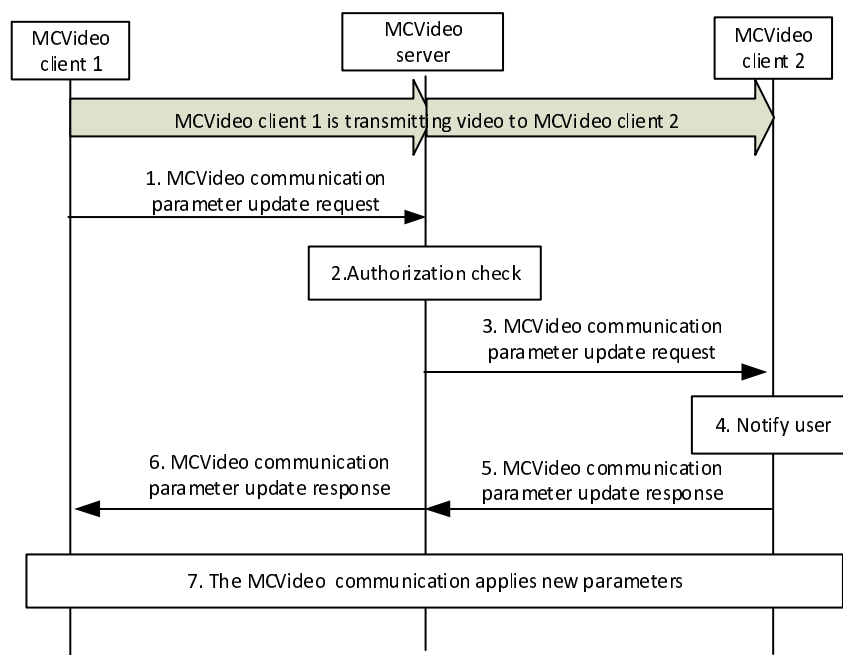 MCVideo
client 1
MCVideo
server
MCVideo
client 2
MCVideo client 1 is transmitting video to MCVideo client 2
1. MCVideo communication
parameter update request
2.Authorization check
3. MCVideo communication
parameter update request
4. Notify user
6. MCVideo communication
parameter update response
5. MCVideo communication
parameter update response
7. The MCVideo communication applies new parameters